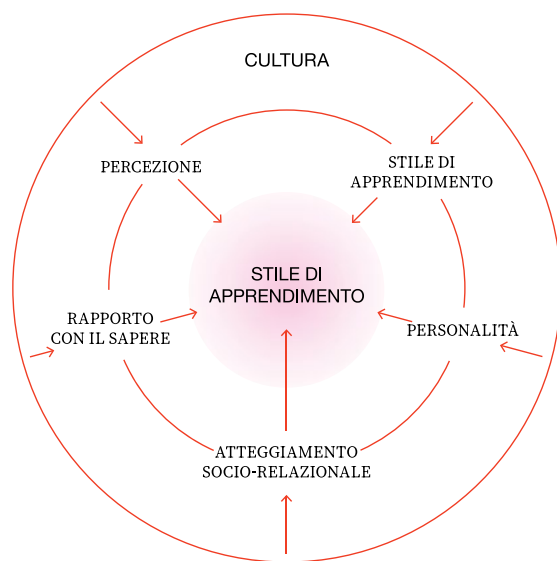 CULTURA
PERCEZIONE
STILE DI
APPRENDIMENTO
STILE DI
APPRENDIMENTO
RAPPORTO
CON IL SAPERE
PERSONALITÀ
ATTEGGIAMENTO
SOCIO-RELAZIONALE